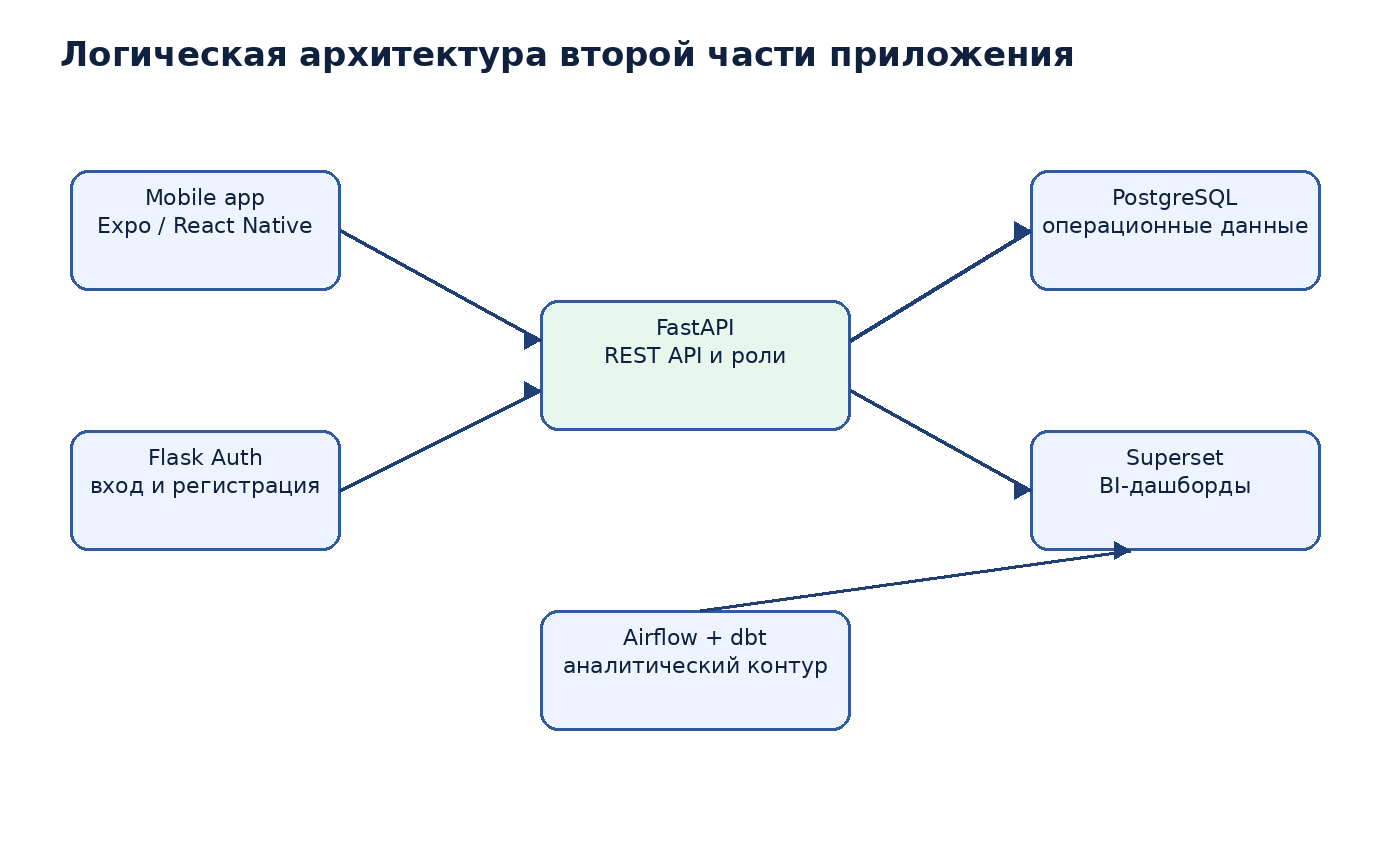 Логическая архитектура второй части приложения
Mobile app
Expo / React Native
PostgreSQL
операционные данные
FastAPI
REST API и роли
Flask Auth
вход и регистрация
Superset
BI-дашборды
Airflow + dbt
аналитический контур